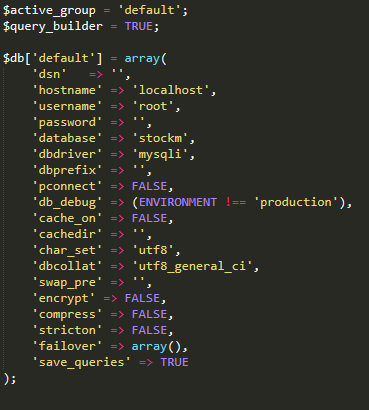 $active_group = 'default';
$query_builder = TRUE;

$db['default'] = array(
    'dsn'   => '',
    'hostname' => 'localhost',
    'username' => 'root',
    'password' => '',
    'database' => 'stockm',
    'dbdriver' => 'mysqli',
    'dbprefix' => '',
    'pconnect' => FALSE,
    'db_debug' => (ENVIRONMENT !== 'production'),
    'cache_on' => FALSE,
    'cachedir' => '',
    'char_set' => 'utf8',
    'dbcollat' => 'utf8_general_ci',
    'swap_pre' => '',
    'encrypt' => FALSE,
    'compress' => FALSE,
    'stricton' => FALSE,
    'failover' => array(),
    'save_queries' => TRUE
);